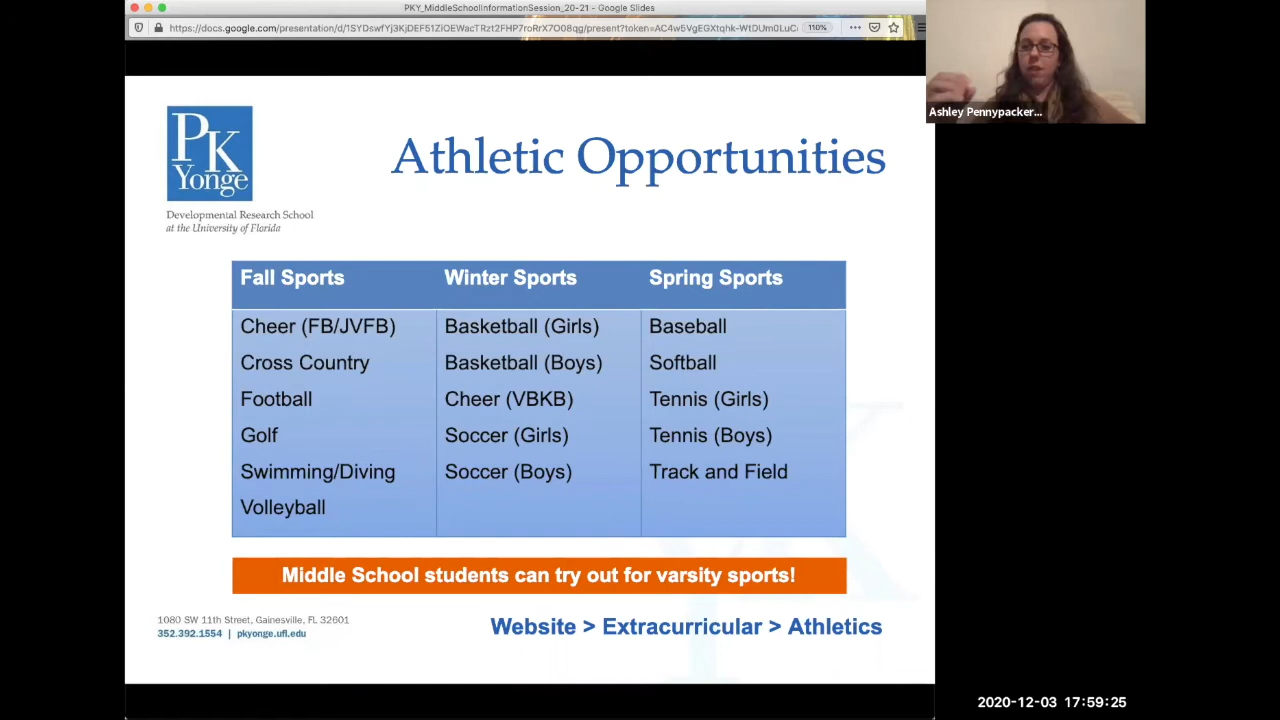 PKY_MiddleSchoolInformationSession_20-21 - Google Slides
110%
Ashley Pennypacker...
PK
Yonge
Developmental Research School
at the University of Florida
Athletic Opportunities
Fall Sports Winter Sports Spring Sports
Cheer (FB/JVFB) Basketball (Girls) Baseball
Cross Country Basketball (Boys) Softball
Football Cheer (VBKB) Tennis (Girls)
Golf Soccer (Girls) Tennis (Boys)
Swimming/Diving Soccer (Boys) Track and Field
Volleyball
Middle School students can try out for varsity sports!
1080 SW 11th Street, Gainesville, FL 32601
352.392.1554 | pkyonge.ufl.edu
Website > Extracurricular > Athletics
2020-12-03 17:59:25